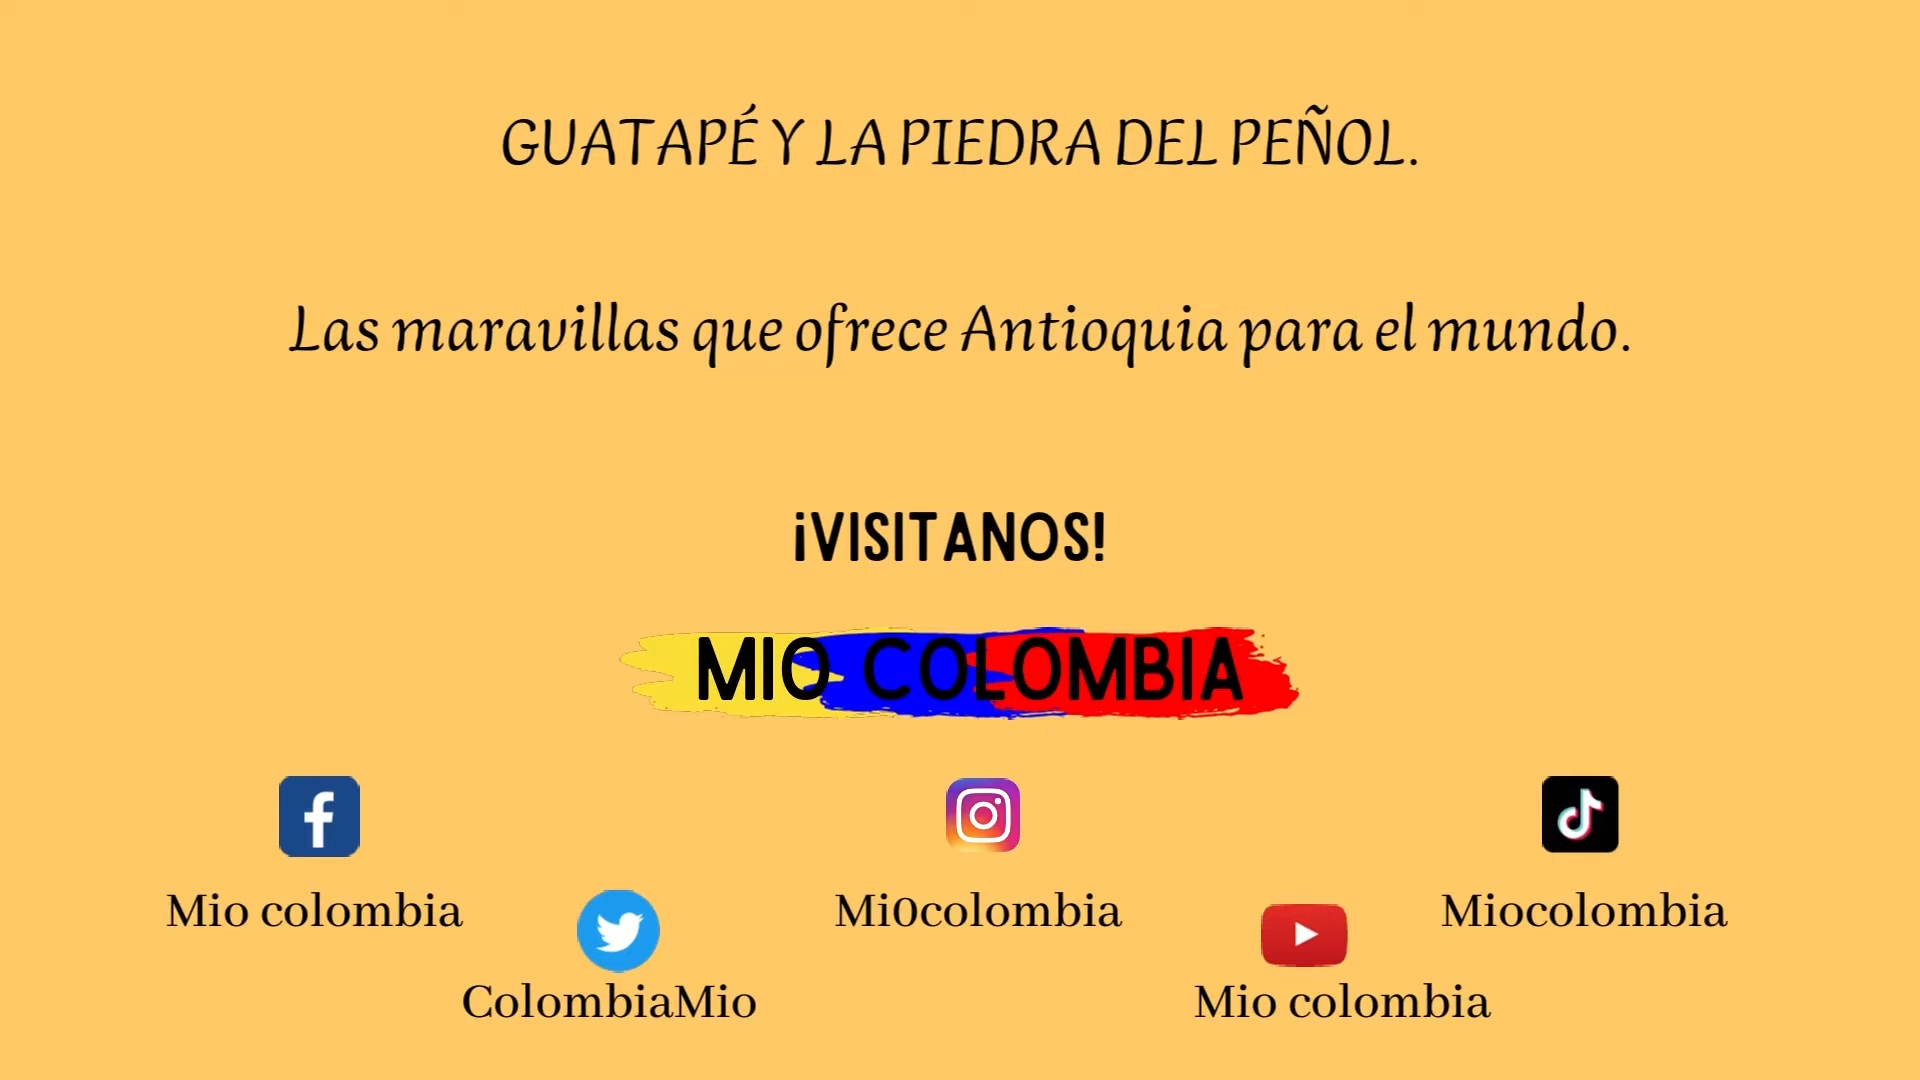 GUATAPÉ Y LA PIEDRA DEL PEÑOL.
Las maravillas que ofrece Antioquia para el mundo.
¡VISITANOS!
MIO COLOMBIA
Mio colombia
Mi0colombia
Miocolombia
ColombiaMio
Mio colombia